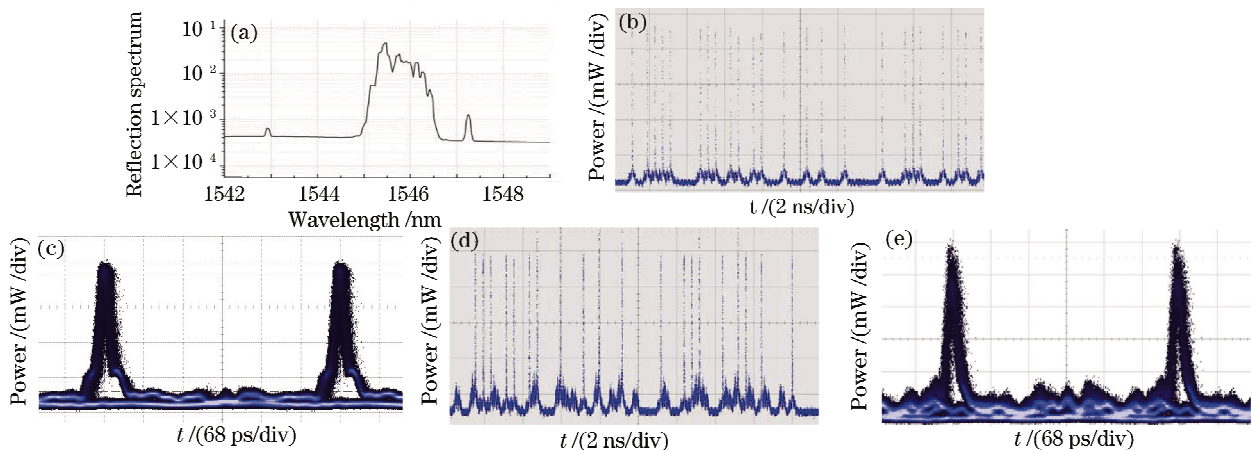 (a)
Reflection spectrum
10 1
10 2
1×10 3
1×10 4
1542 1544 1546 1548
Wavelength /nm
(b)
Power /(mW /div)
t /(2 ns/div)
(c)
Power /(mW /div)
t /(68 ps/div)
(d)
Power /(mW /div)
t /(2 ns/div)
(e)
Power /(mW /div)
t /(68 ps/div)